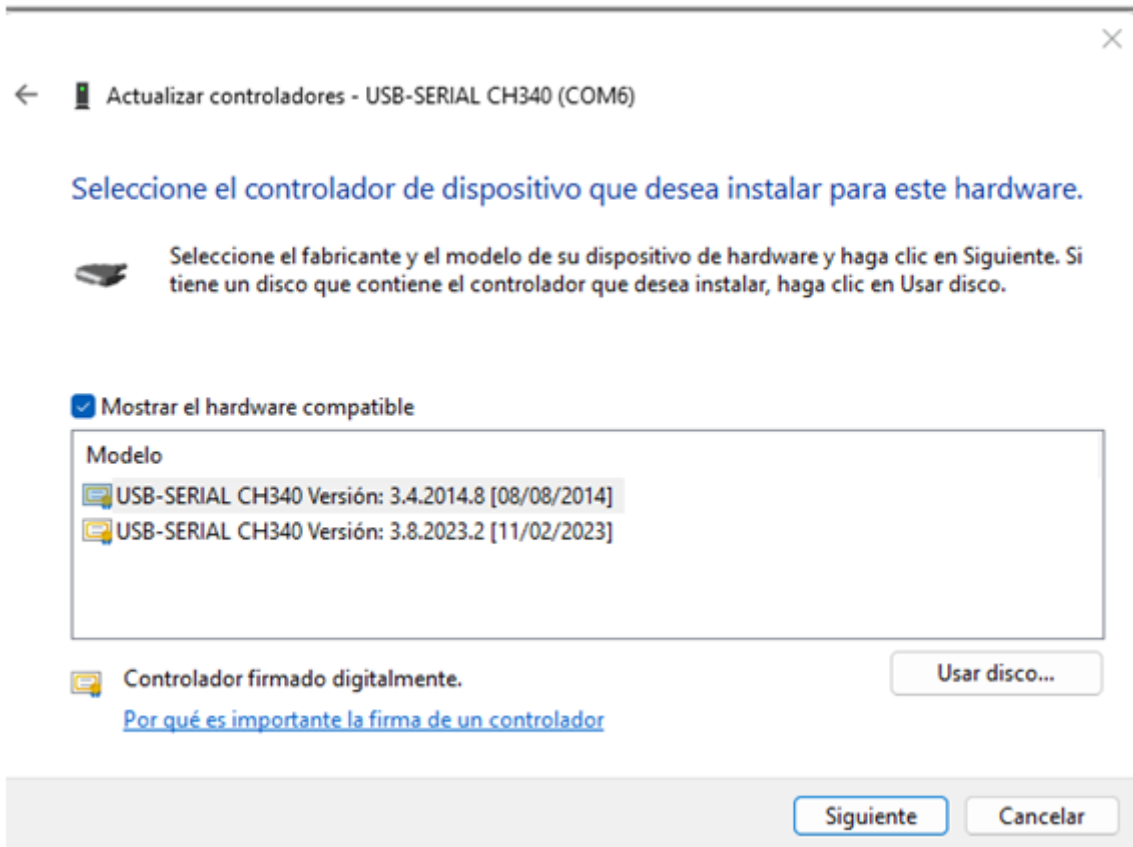 Actualizar controladores - USB-SERIAL CH340 (COM6)
Seleccione el controlador de dispositivo que desea instalar para este hardware.
Seleccione el fabricante y el modelo de su dispositivo de hardware y haga clic en Siguiente. Si
tiene un disco que contiene el controlador que desea instalar, haga clic en Usar disco.
Mostrar el hardware compatible
Modelo
USB-SERIAL CH340 Versión: 3.4.2014.8 [08/08/2014]
USB-SERIAL CH340 Versión: 3.8.2023.2 [11/02/2023]
Controlador firmado digitalmente.
Usar disco...
Por qué es importante la firma de un controlador
Siguiente
Cancelar